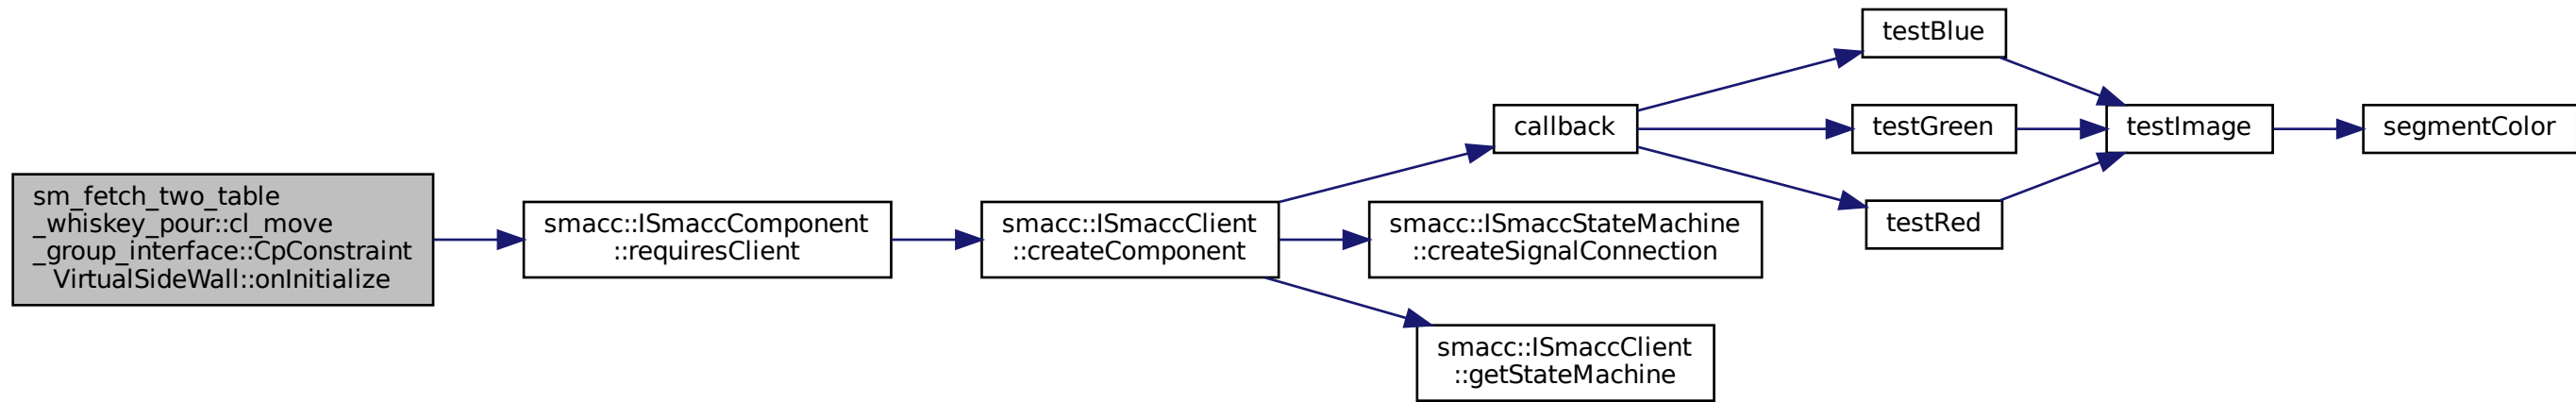 sm_fetch_two_table
_whiskey_pour::cl_move
_group_interface::CpConstraint
VirtualSideWall::onInitialize
smacc::ISmaccComponent
::requiresClient
smacc::ISmaccClient
::createComponent
callback
smacc::ISmaccStateMachine
::createSignalConnection
smacc::ISmaccClient
::getStateMachine
testBlue
testGreen
testRed
testImage
segmentColor